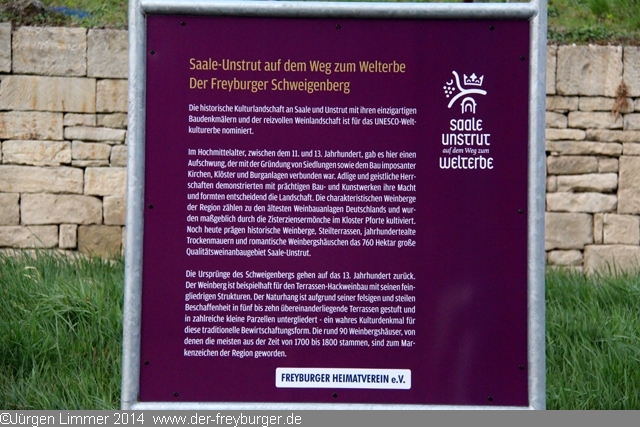 Saale-Unstrut auf dem Weg zum Welterbe
Der Freyburger Schweigenberg
Die historische Kulturlandschaft an Saale und Unstrut mit ihren einzigartigen
Baudenkmälern und der reizvollen Weinlandschaft ist für das UNESCO-Welt-
kulturerbe nominiert.
Im Hochmittelalter, zwischen dem 11. und 13. Jahrhundert, gab es hier einen
Aufschwung, der mit der Gründung von Siedlungen sowie dem Bau imposanter
Kirchen, Klöster und Burganlagen verbunden war. Adlige und geistliche Herr-
schaften demonstrierten mit prächtigen Bau- und Kunstwerken ihre Macht
und formten entscheidend die Landschaft. Die charakteristischen Weinberge
der Region zählen zu den ältesten Weinbauanlagen Deutschlands und wur-
den maßgeblich durch die Zisterziensermönche im Kloster Pforte kultiviert.
Noch heute prägen historische Weinberge, Steilterrassen, jahrhundertealte
Trockenmauern und romantische Weinbergshäuschen das 760 Hektar große
Qualitätsweinanbaugebiet Saale-Unstrut.
Die Ursprünge des Schweigenbergs gehen auf das 13. Jahrhundert zurück.
Der Weinberg ist beispielhaft für den Terrassen-Hackweinbau mit seinen fein-
gliedrigen Strukturen. Der Naturhang ist aufgrund seiner felsigen und steilen
Beschaffenheit in fünf bis zehn übereinanderliegende Terrassen gestuft und
in zahlreiche kleine Parzellen untergliedert - ein wahres Kulturdenkmal für
diese traditionelle Bewirtschaftungsform. Die rund 90 Weinbergshäuser, von
denen die meisten aus der Zeit von 1700 bis 1800 stammen, sind zum Mar-
kenzeichen der Region geworden.
FREYBURGER HEIMATVEREIN e.V.
saale
unstrut
auf dem Weg zum
welterbe
©Jürgen Limmer 2014 www.der-freyburger.de